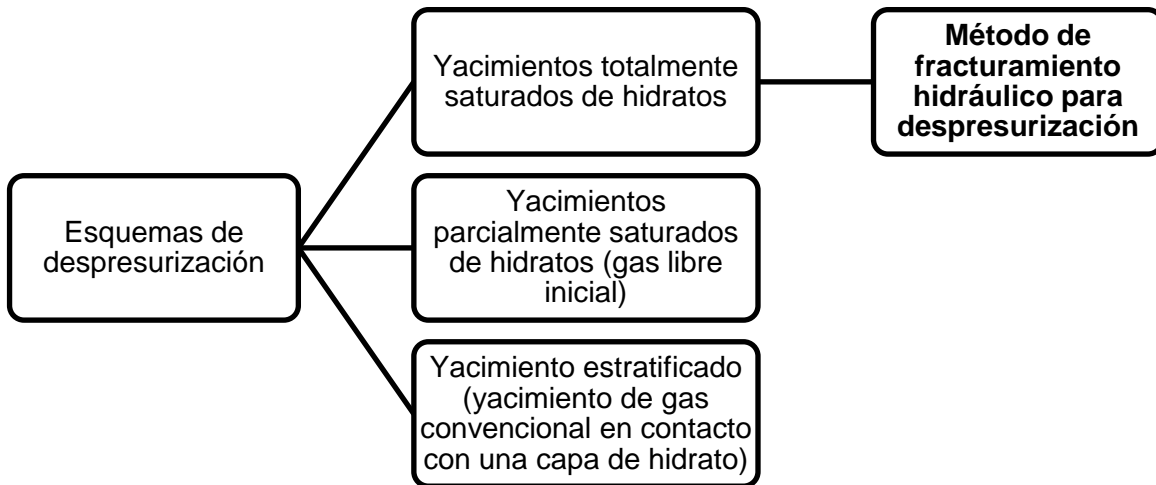 Esquemas de
despresurización
Yacimientos totalmente
saturados de hidratos
Método de
fracturamiento
hidráulico para
despresurización
Yacimientos
parcialmente saturados
de hidratos (gas libre
inicial)
Yacimiento estratificado
(yacimiento de gas
convencional en contacto
con una capa de hidrato)